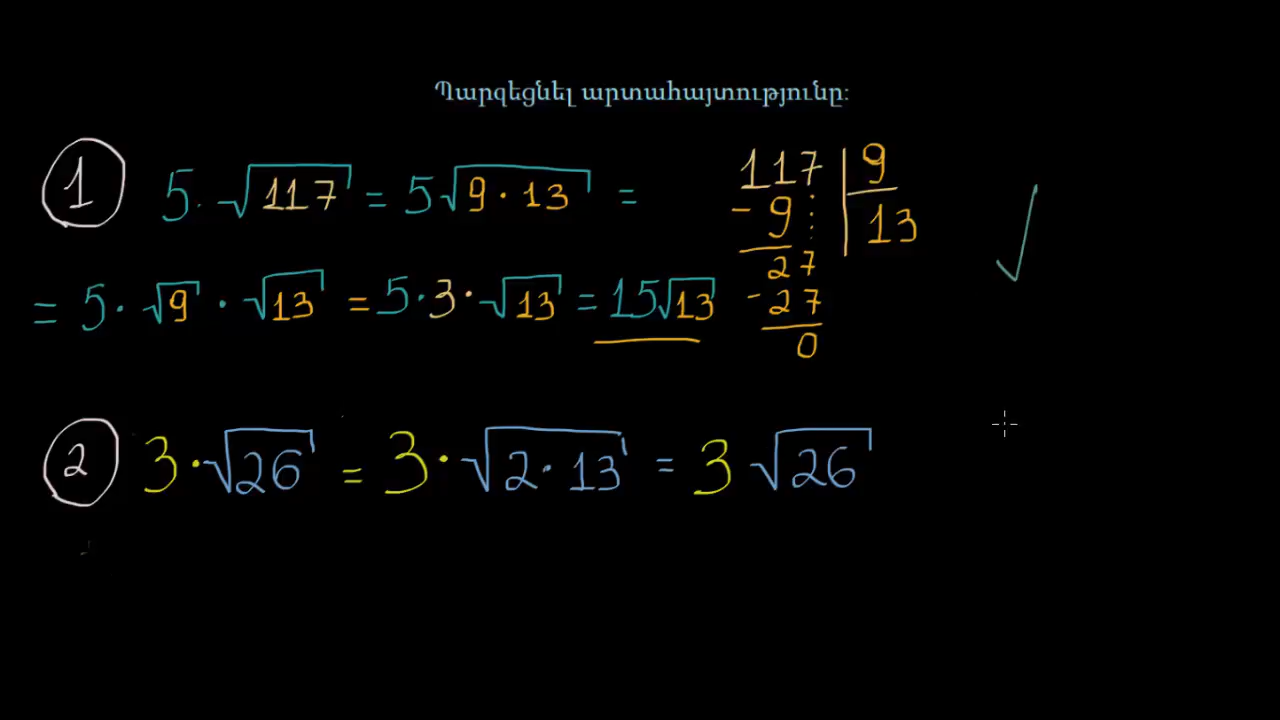 Պարզեցնել արտահայտությունը։
1 5 · √117 = 5√9 · 13 =
= 5 · √9 · √13 = 5 · 3 · √13 = 15√13
117 9
- 9 13
27
- 27
0
√
2 3 · √26 = 3 · √2 · 13 = 3 √26